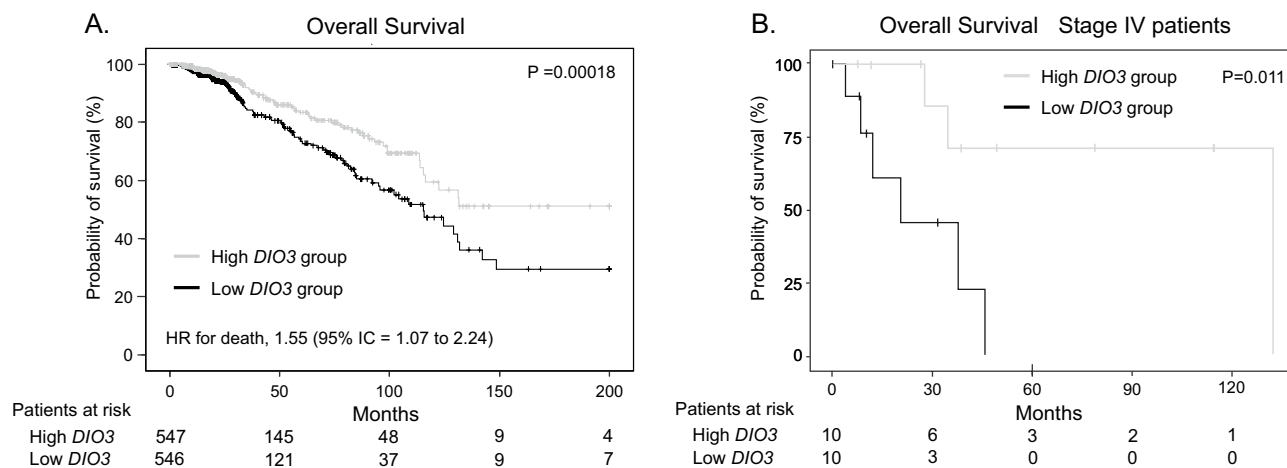 A.
Overall Survival
P =0.00018
Probability of survival (%)
100
80
60
40
20
0
High DIO3 group
Low DIO3 group
HR for death, 1.55 (95% IC = 1.07 to 2.24)
0 50 100 150 200
Months
Patients at risk
High DIO3 547 145 48 9 4
Low DIO3 546 121 37 9 7
B.
Overall Survival Stage IV patients
High DIO3 group
Low DIO3 group
P=0.011
Probability of survival (%)
100
75
50
25
0
0 30 60 90 120
Months
Patients at risk
High DIO3 10 6 3 2 1
Low DIO3 10 3 0 0 0